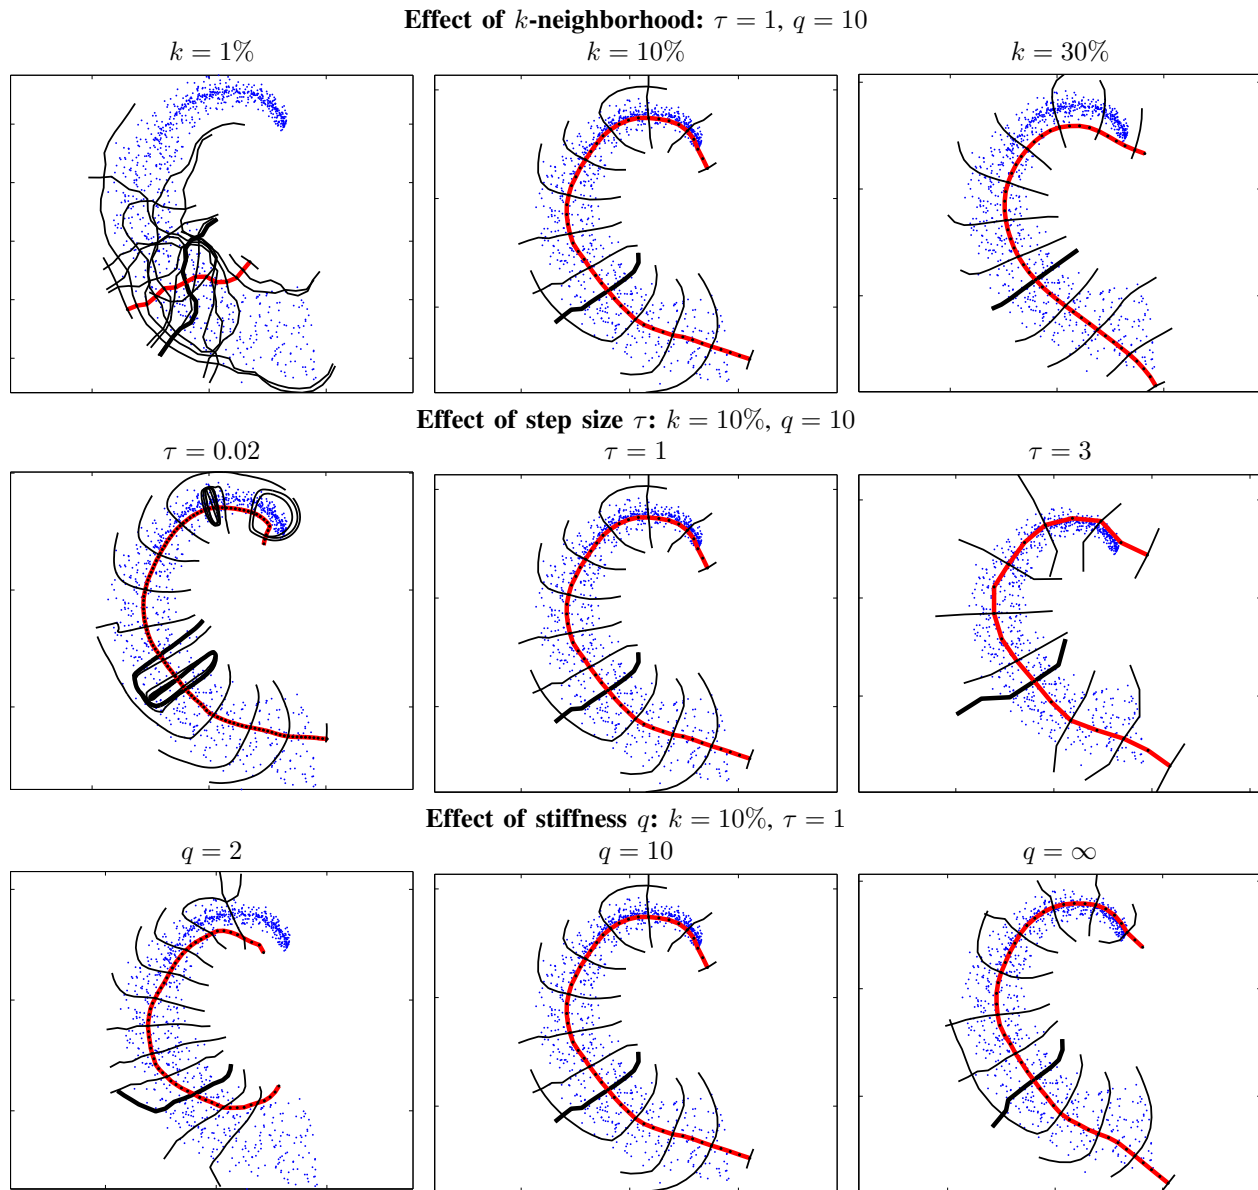 Effect of k-neighborhood: τ = 1, q = 10
k = 1% k = 10% k = 30%
Effect of step size τ: k = 10%, q = 10
τ = 0.02 τ = 1 τ = 3
Effect of stiffness q: k = 10%, τ = 1
q = 2 q = 10 q = ∞